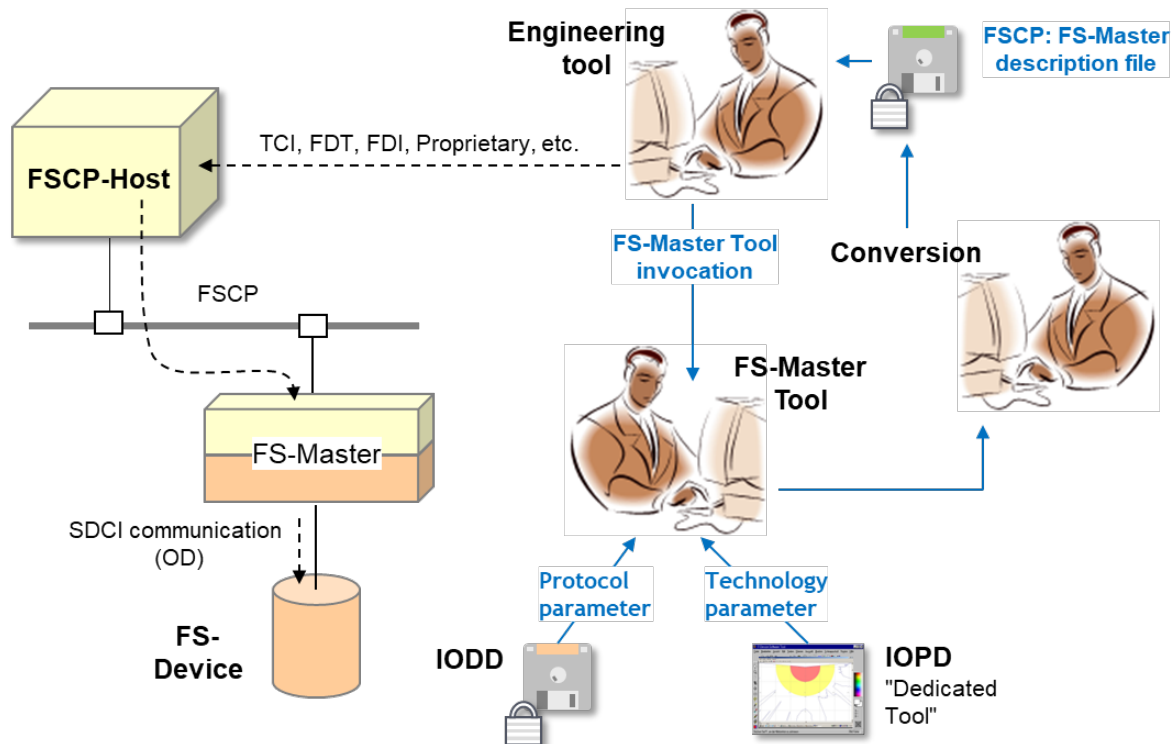 Engineering
tool
FSCP: FS-Master
description file
TCI, FDT, FDI, Proprietary, etc.
FSCP-Host
FS-Master Tool
invocation
Conversion
FSCP
FS-Master
Tool
FS-Master
SDCI communication
(OD)
Protocol
parameter
Technology
parameter
FS-
Device
IODD
IOPD
"Dedicated
Tool"